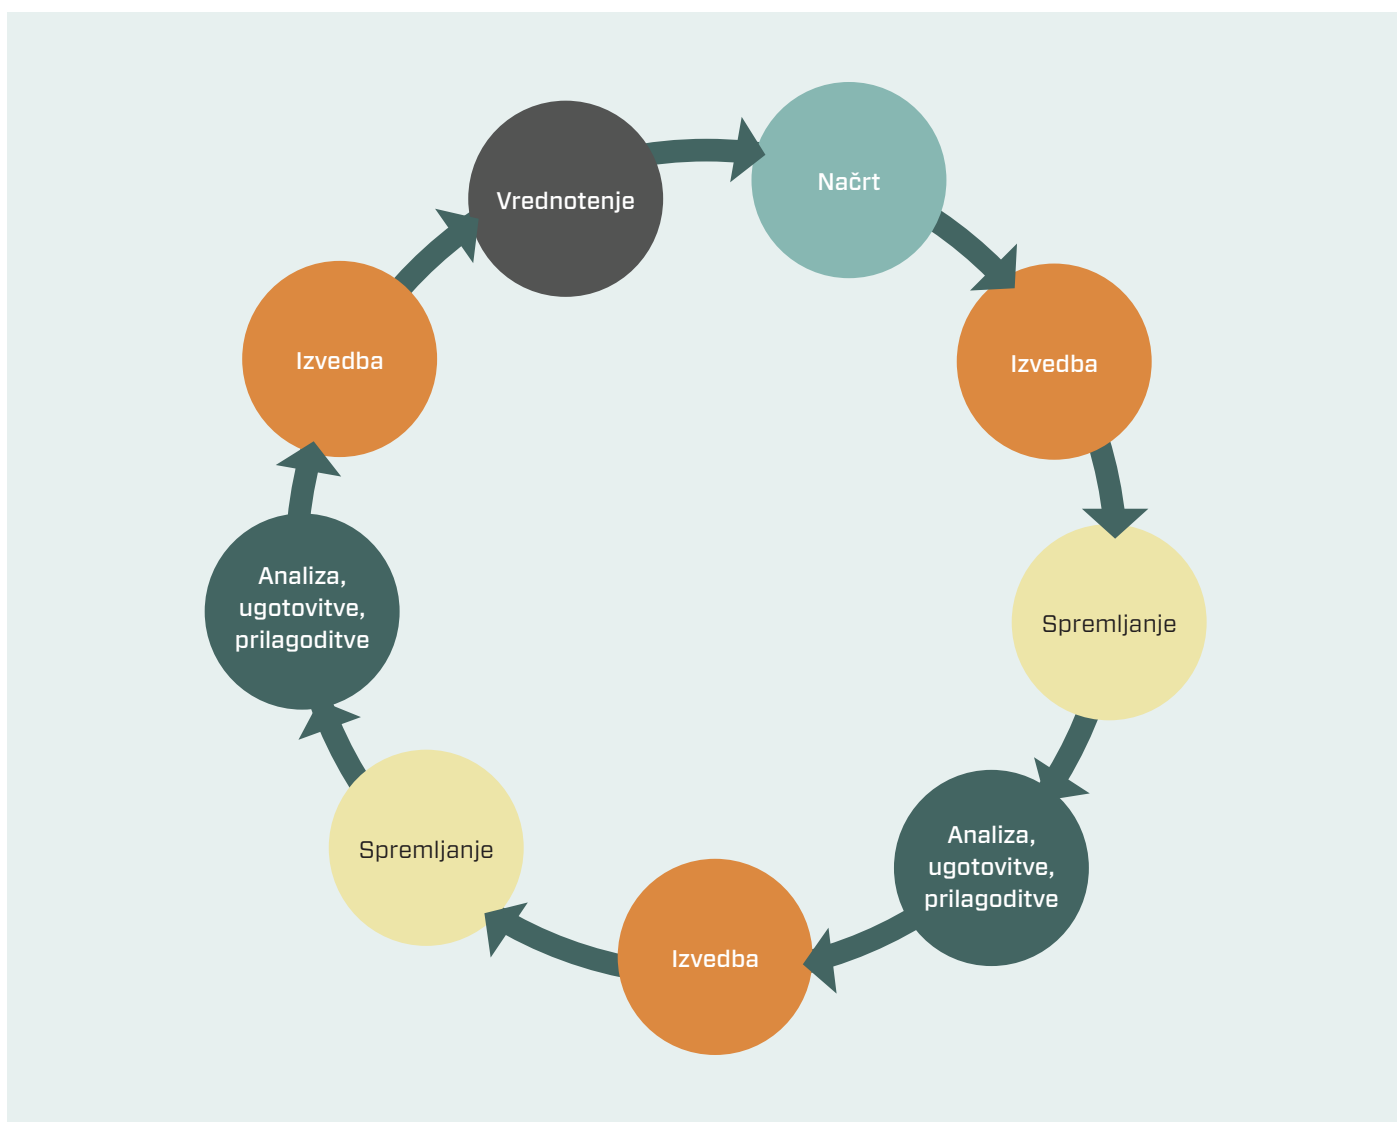 Načrt
Izvedba
Spremljanje
Analiza,
ugotovitve,
prilagoditve
Izvedba
Spremljanje
Analiza,
ugotovitve,
prilagoditve
Izvedba
Vrednotenje